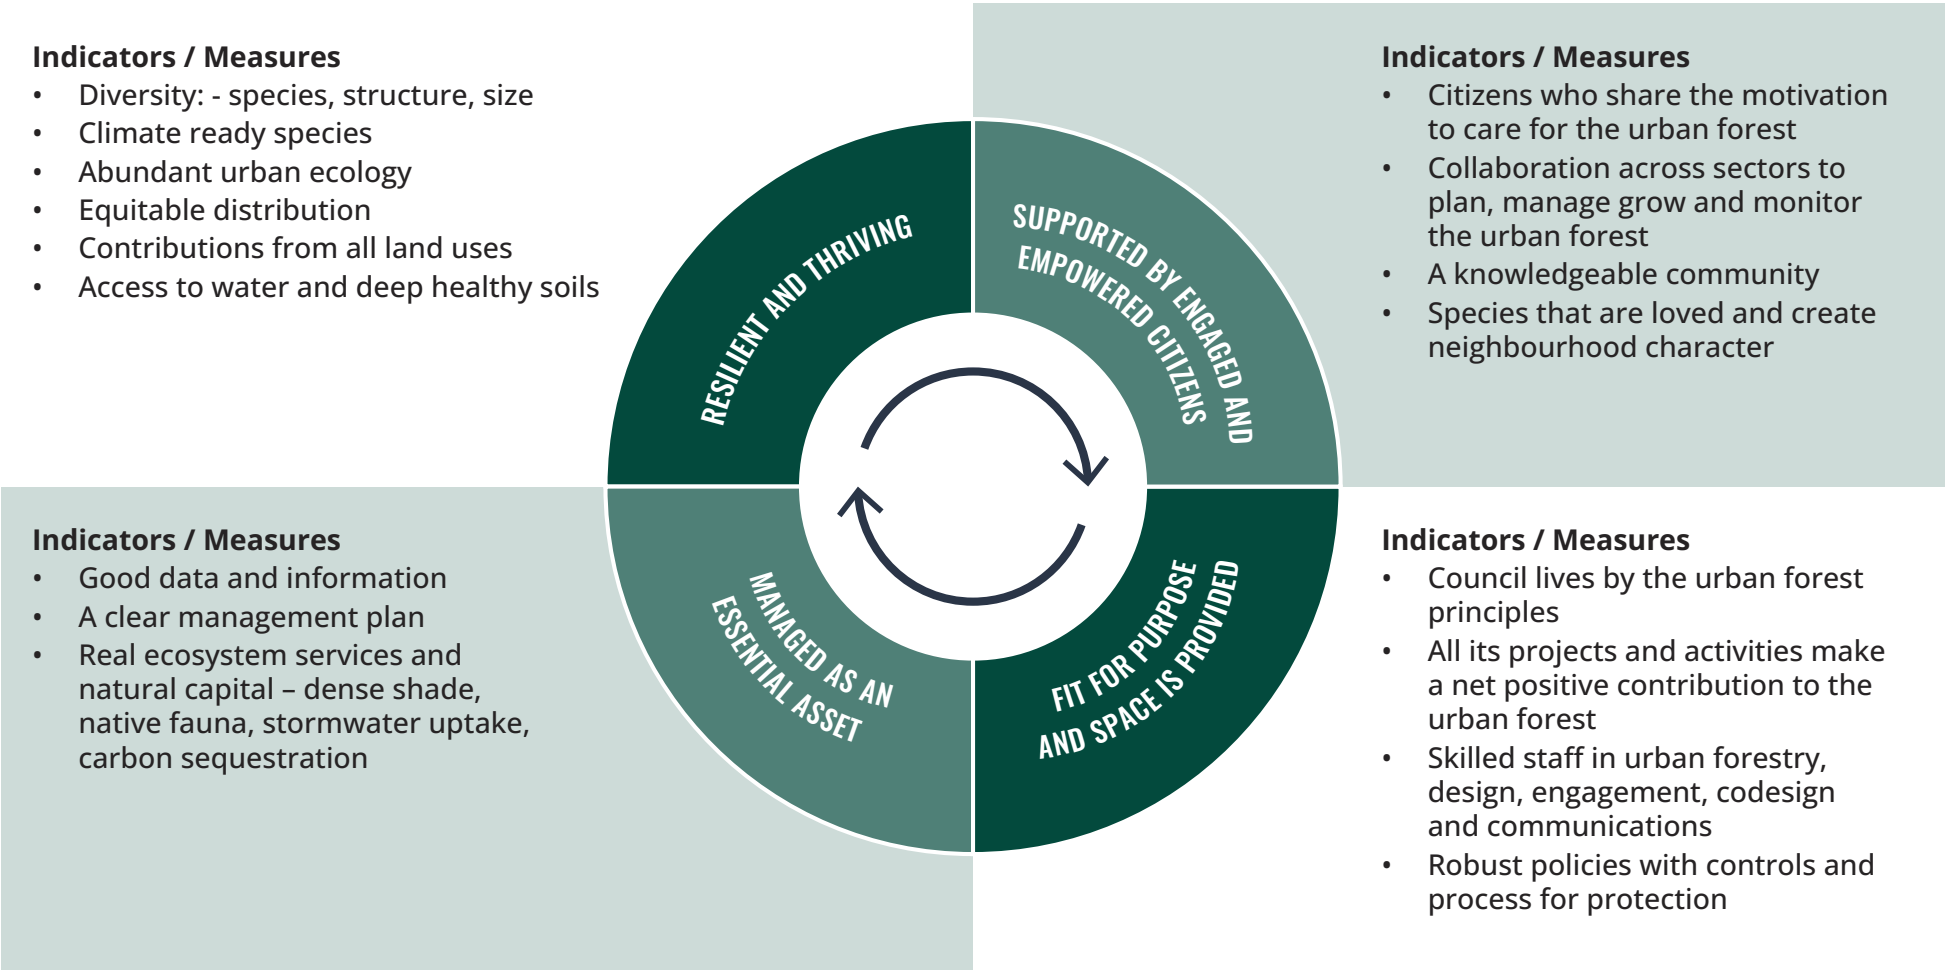 Indicators / Measures
• Diversity: - species, structure, size
• Climate ready species
• Abundant urban ecology
• Equitable distribution
• Contributions from all land uses
• Access to water and deep healthy soils
RESILIENT AND THRIVING
SUPPORTED BY ENGAGED AND
EMPOWERED CITIZENS
Indicators / Measures
• Citizens who share the motivation
to care for the urban forest
• Collaboration across sectors to
plan, manage grow and monitor
the urban forest
• A knowledgeable community
• Species that are loved and create
neighbourhood character
Indicators / Measures
• Good data and information
• A clear management plan
• Real ecosystem services and
natural capital – dense shade,
native fauna, stormwater uptake,
carbon sequestration
MANAGED AS AN
ESSENTIAL ASSET
FIT FOR PURPOSE
AND SPACE IS PROVIDED
Indicators / Measures
• Council lives by the urban forest
principles
• All its projects and activities make
a net positive contribution to the
urban forest
• Skilled staff in urban forestry,
design, engagement, codesign
and communications
• Robust policies with controls and
process for protection